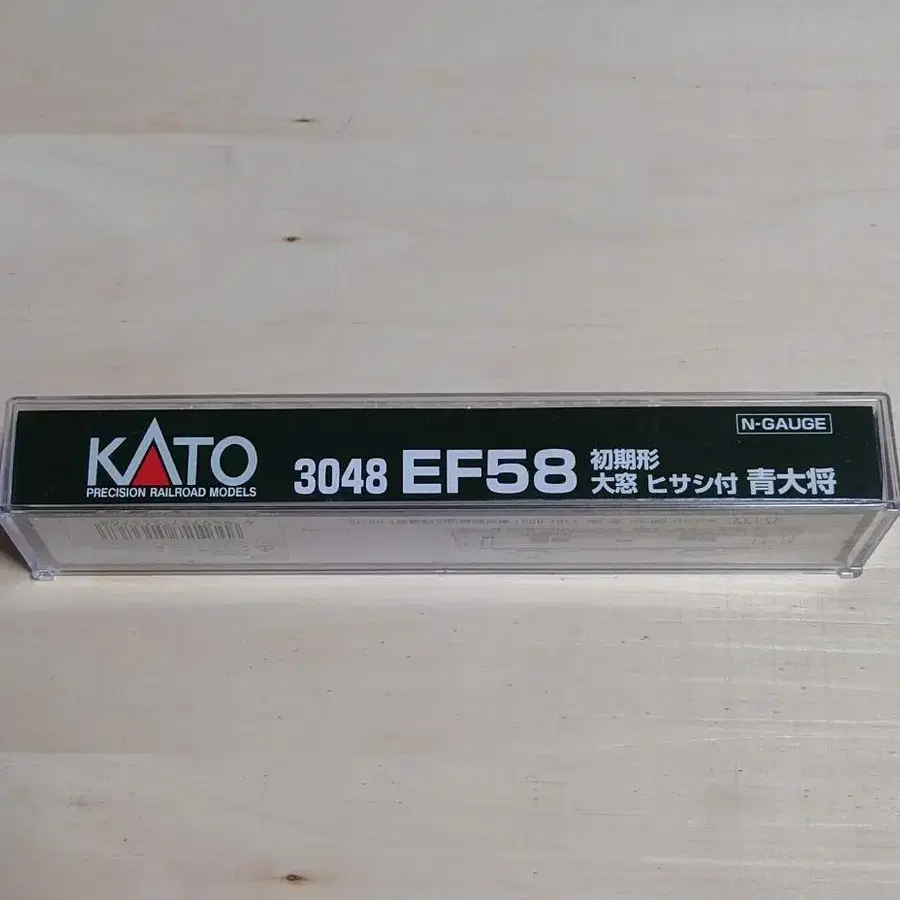 N-GAUGE
KATO
PRECISION RAILROAD MODELS
3048 EF58 初期形
大窓 ヒサシ付 青大将